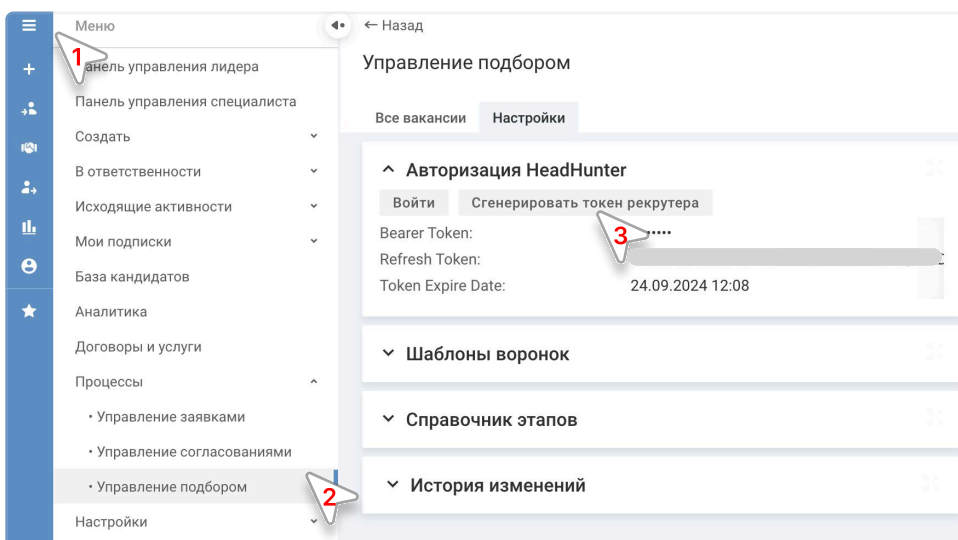 Меню
← Назад
1
Панель управления лидера
Панель управления специалиста
Создать
В ответственности
Исходящие активности
Мои подписки
База кандидатов
Аналитика
Договоры и услуги
Процессы
• Управление заявками
• Управление согласованиями
• Управление подбором
2
Настройки
Управление подбором
Все вакансии Настройки
Авторизация HeadHunter
Войти Сгенерировать токен рекрутера
3
Bearer Token: •••••
Refresh Token:
Token Expire Date: 24.09.2024 12:08
Шаблоны воронок
Справочник этапов
История изменений